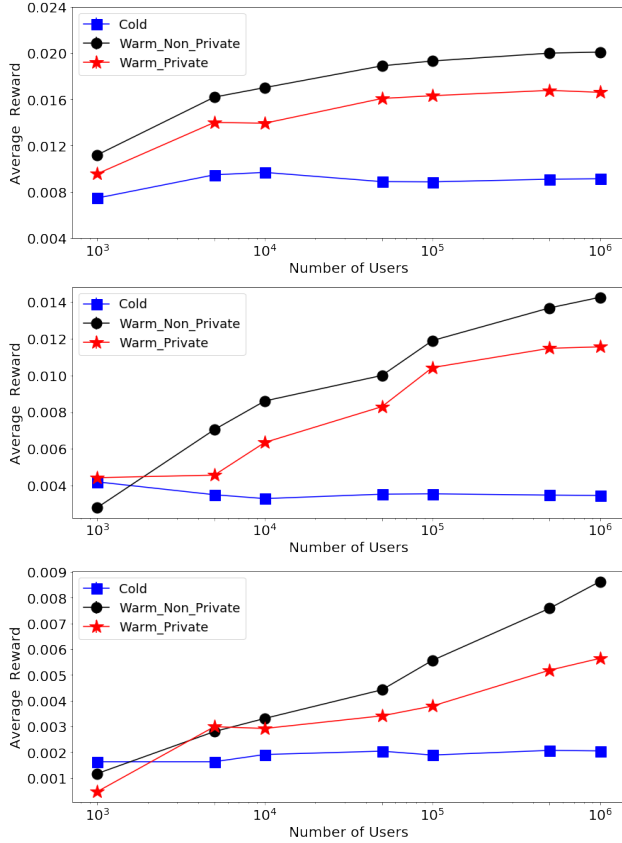 0.024
0.020
0.016
0.012
0.008
0.004
Average Reward
Cold
Warm_Non_Private
Warm_Private
10³ 10⁴ 10⁵ 10⁶
Number of Users
0.014
0.012
0.010
0.008
0.006
0.004
Average Reward
Cold
Warm_Non_Private
Warm_Private
10³ 10⁴ 10⁵ 10⁶
Number of Users
0.009
0.008
0.007
0.006
0.005
0.004
0.003
0.002
0.001
Average Reward
Cold
Warm_Non_Private
Warm_Private
10³ 10⁴ 10⁵ 10⁶
Number of Users